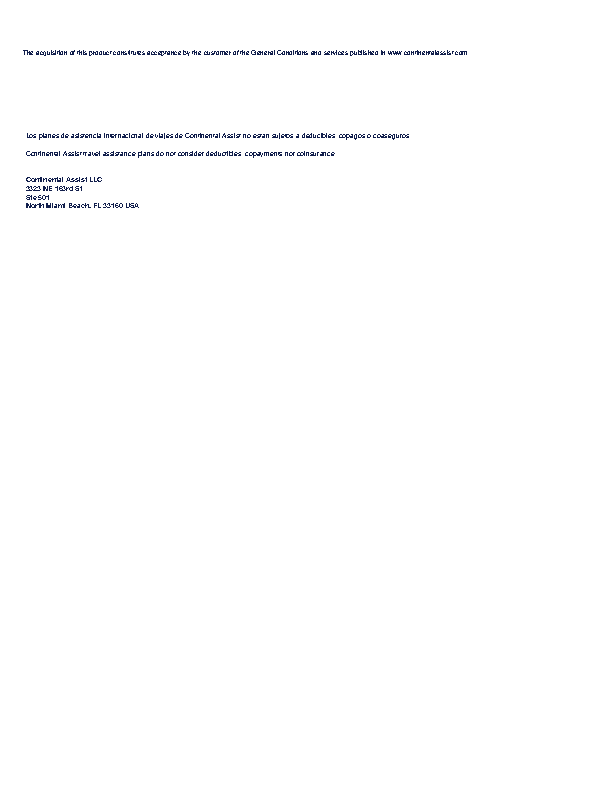 The acquisition of this product constitutes acceptance by the customer of the General Conditions and services published in www.continentalassist.com
Los planes de asistencia internacional de viajes de Continental Assist no estan sujetos a deducibles, copagos o coaseguros
Continental Assist travel assistance plans do not consider deductibles, copayments not coinsurance
Continental Assist LLC
3323 NE 163rd St
Ste 501
North Miami Beach, FL 33160 USA